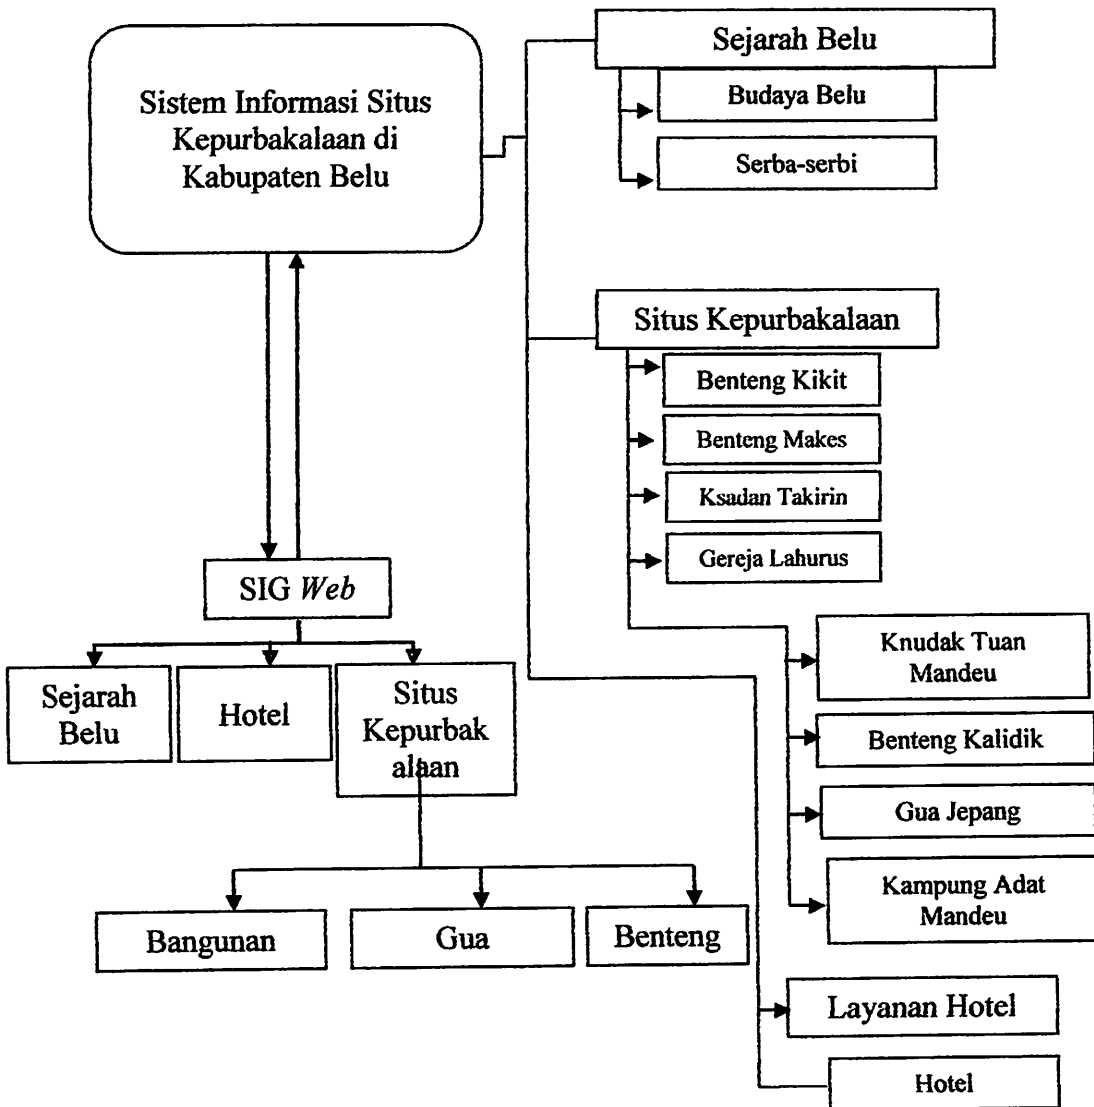 Sistem Informasi Situs
Kepurbakalaan di
Kabupaten Belu
Sejarah Belu
Budaya Belu
Serba-serbi
Situs Kepurbakalaan
Benteng Kikit
Benteng Makes
Ksadan Takirin
Gereja Lahurus
Knudak Tuan
Mandeu
Benteng Kalidik
Gua Jepang
Kampung Adat
Mandeu
Layanan Hotel
Hotel
SIG Web
Sejarah
Belu
Hotel
Situs
Kepurbak
alaan
Bangunan
Gua
Benteng